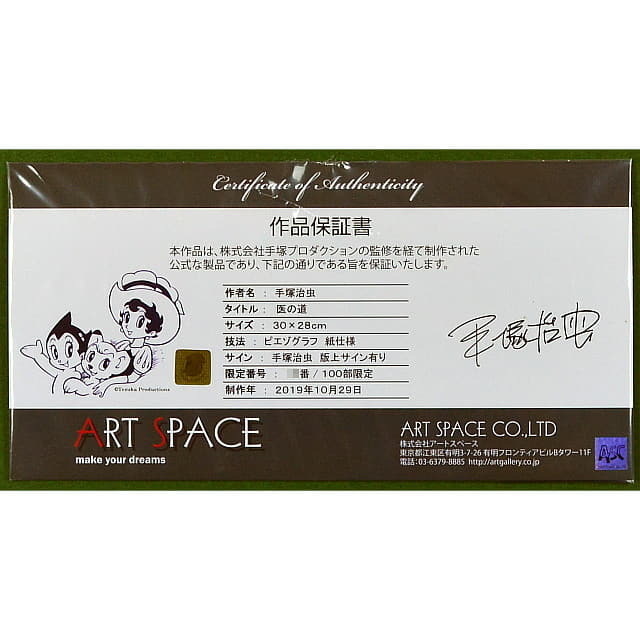 Certificate of Authenticity
作品保証書
本作品は、株式会社手塚プロダクションの監修を経て制作された
公式な製品であり、下記の通りである旨を保証いたします。
作者名 : 手塚治虫
タイトル : 医の道
サイズ : 30×28cm
技法 : ピエゾグラフ 紙仕様
サイン : 手塚治虫 版上サイン有り
限定番号 : 番/100部限定
制作年 : 2019年10月29日
手塚治虫
©Tezuka Productions
ART SPACE
make your dreams
ART SPACE CO.,LTD
株式会社アートスペース
東京都江東区有明3-7-26 有明フロンティアビルBタワー11F
電話:03-6379-8885 http://artgallery.co.jp